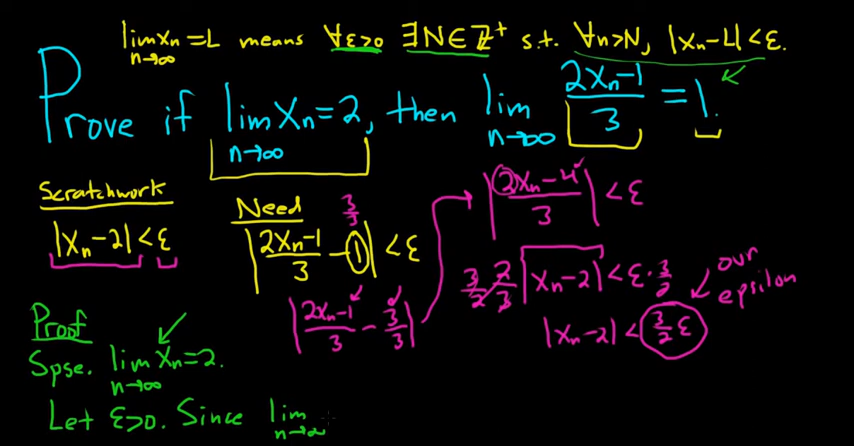 lim xn = L means ∀ε>0 ∃N∈ℤ⁺ s.t. ∀n>N, |xn-L|<ε.
n→∞
Prove if lim xn = 2, then lim (2xn-1)/3 = 1.
n→∞ n→∞
Scratchwork
|xn-2|<ε
Need
3/3
|(2xn-1)/3 - 1| < ε
|(2xn-1)/3 - 3/3|
|(2xn-4)/3| < ε
3/2 · 2/3 |xn-2| < ε · 3/2
|xn-2| < 3/2 ε
our
epsilon
Proof
Spse. lim xn = 2.
n→∞
Let ε>0. Since lim
n→∞